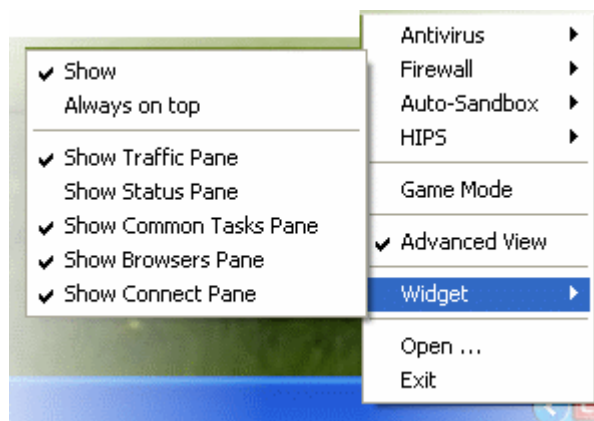 Antivirus
Firewall
Auto-Sandbox
HIPS
Game Mode
Advanced View
Widget
Open ...
Exit
Show
Always on top
Show Traffic Pane
Show Status Pane
Show Common Tasks Pane
Show Browsers Pane
Show Connect Pane